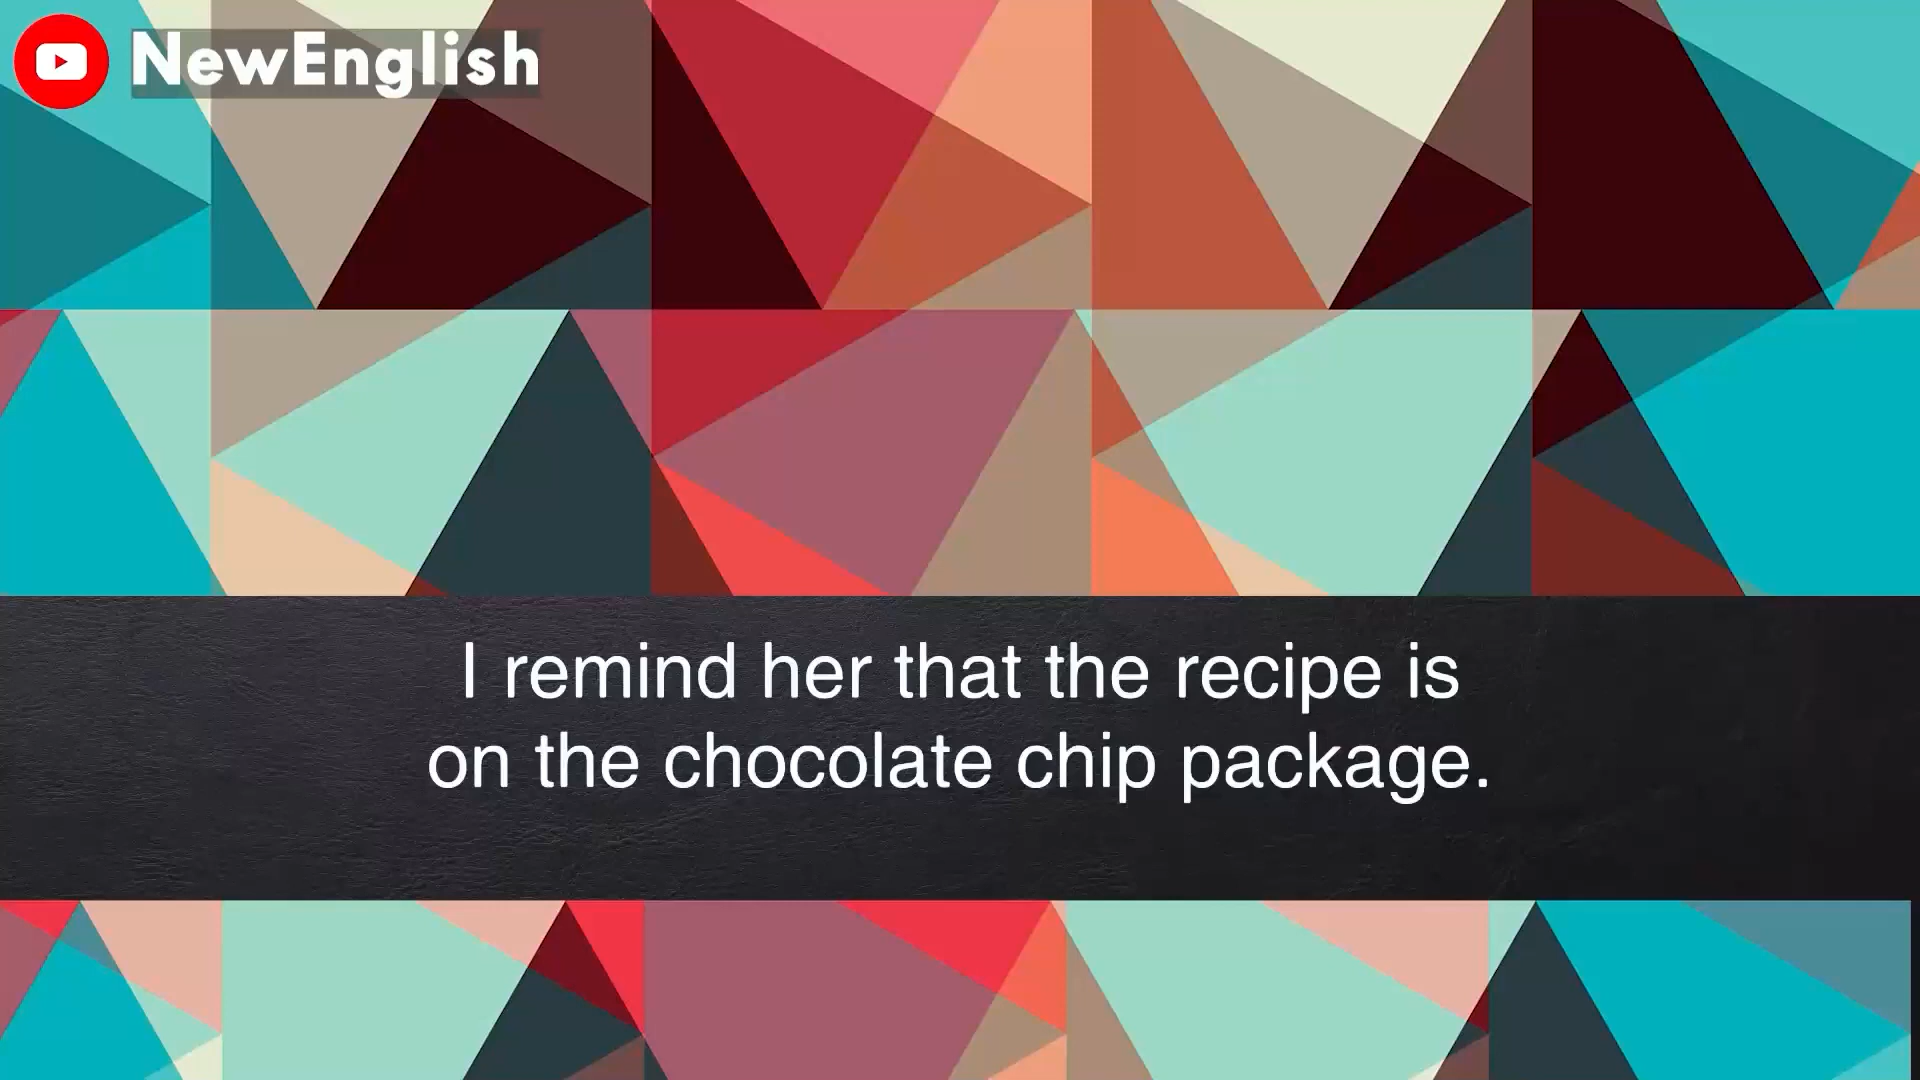 NewEnglish
I remind her that the recipe is
on the chocolate chip package.